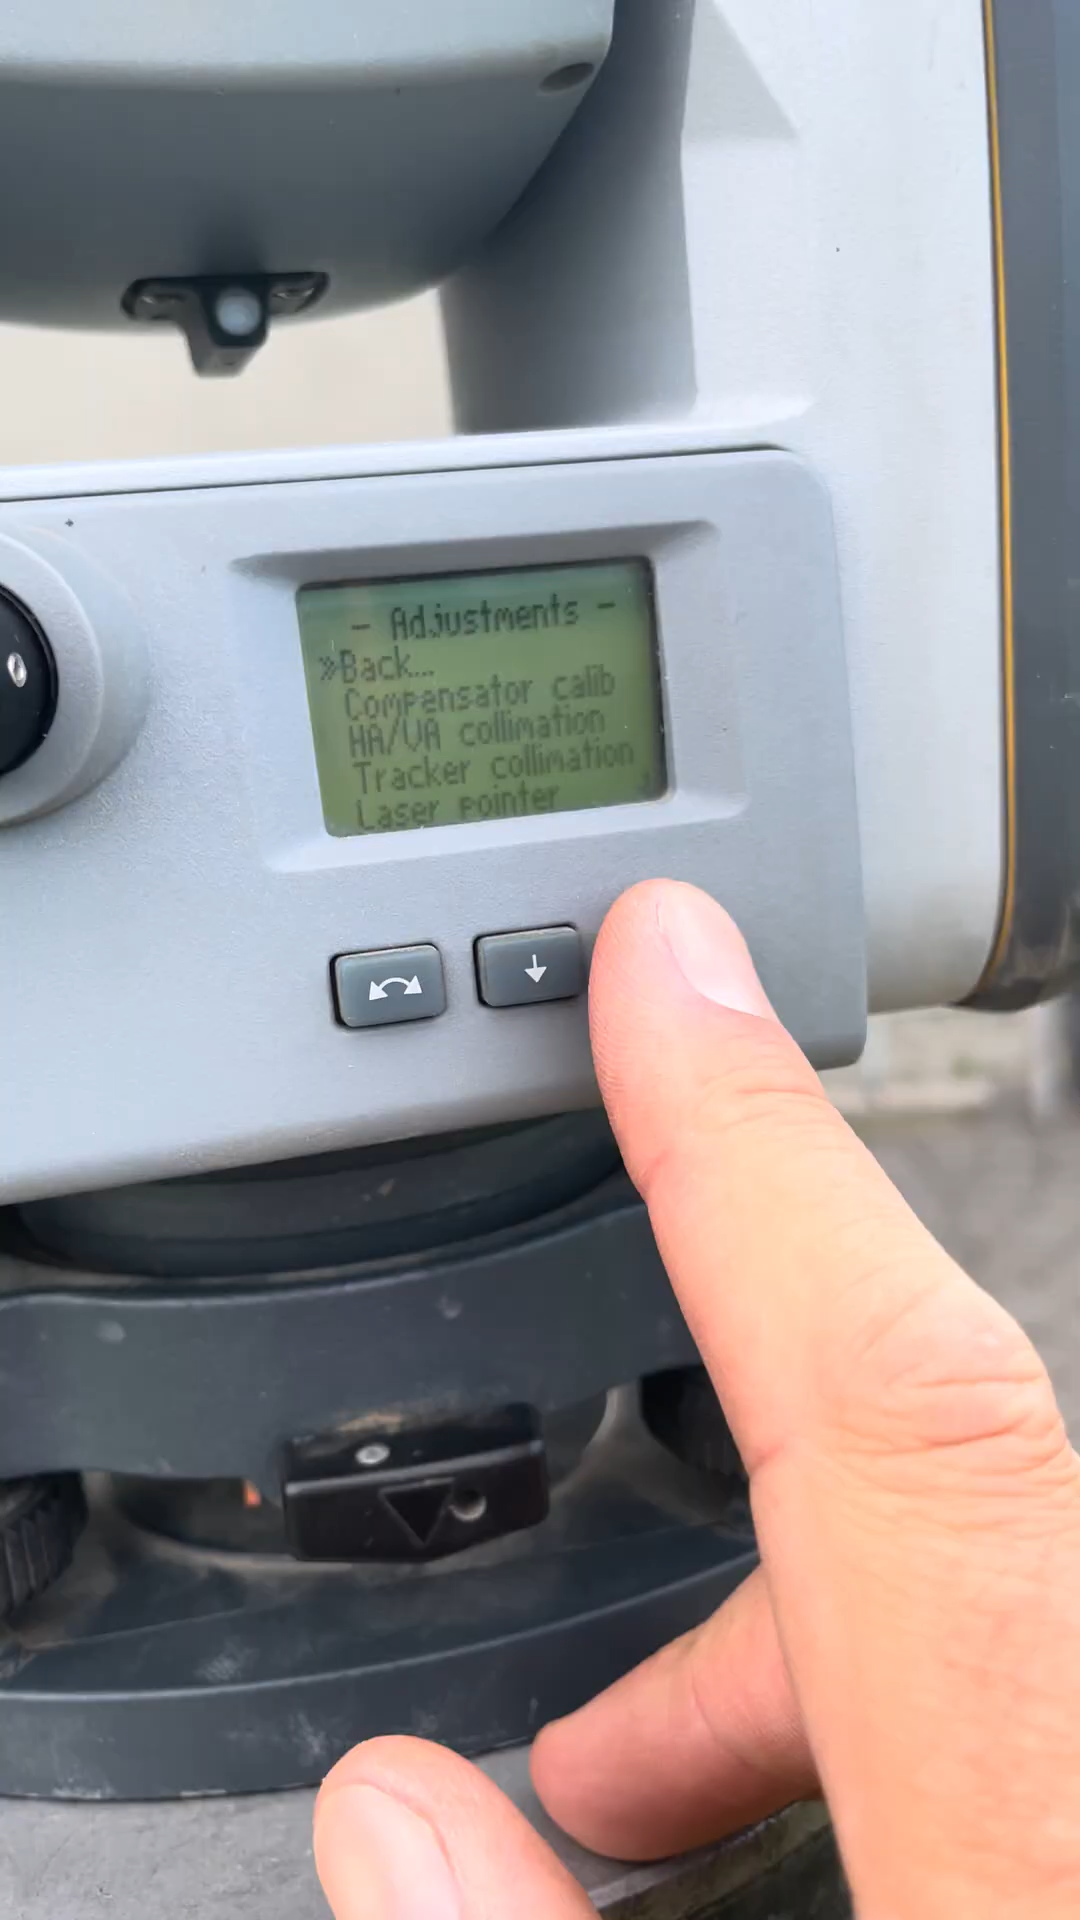 - Adjustments -
»Back...
Compensator calib
HA/VA collimation
Tracker collimation
Laser pointer